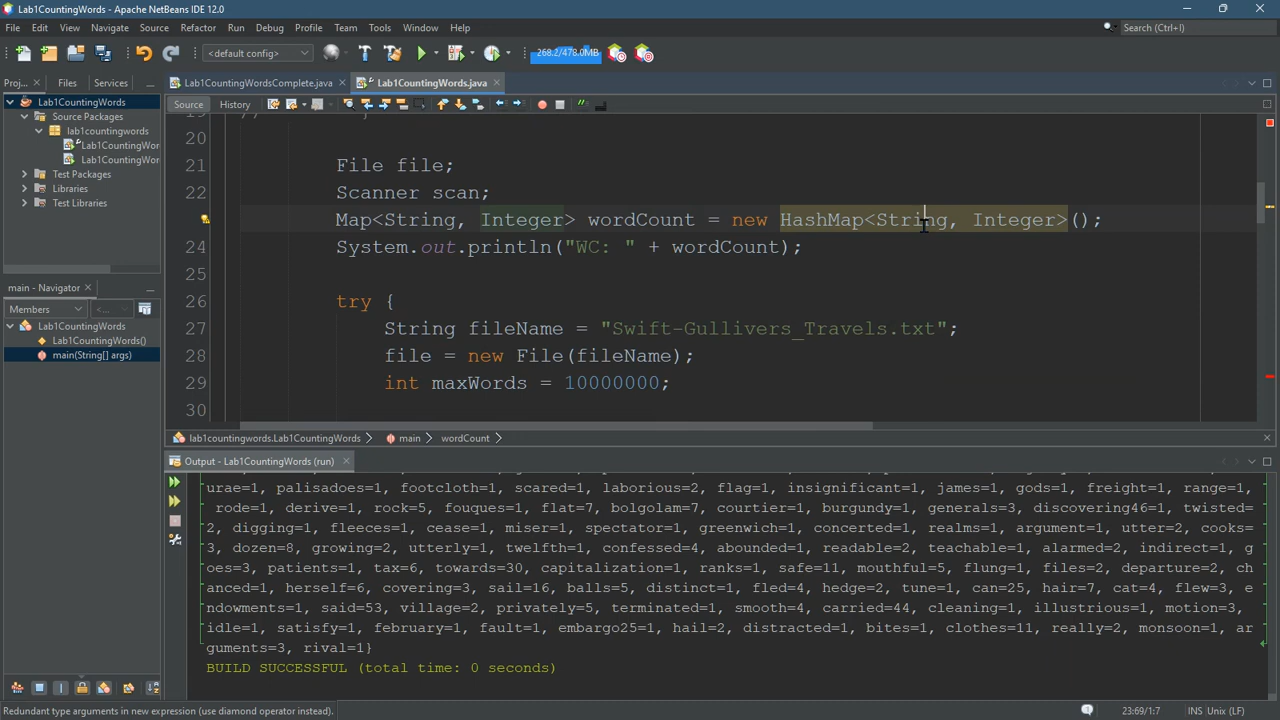 Lab1CountingWords - Apache NetBeans IDE 12.0
File Edit View Navigate Source Refactor Run Debug Profile Team Tools Window Help
Search (Ctrl+I)
<default config>
268.2/478.0MB
Proj... Files Services
Lab1CountingWordsComplete.java
Lab1CountingWords.java
Lab1CountingWords
Source Packages
lab1countingwords
Lab1CountingWor
Lab1CountingWor
Test Packages
Libraries
Test Libraries
Source History
19 // }
20
21 File file;
22 Scanner scan;
Map<String, Integer> wordCount = new HashMap<String, Integer>();
24 System.out.println("WC: " + wordCount);
25
26 try {
27 String fileName = "Swift-Gullivers_Travels.txt";
28 file = new File(fileName);
29 int maxWords = 10000000;
30
main - Navigator
Members
<...
Lab1CountingWords
Lab1CountingWords()
main(String[] args)
lab1countingwords.Lab1CountingWords main wordCount
Output - Lab1CountingWords (run)
urae=1, palisadoes=1, footcloth=1, scared=1, laborious=2, flag=1, insignificant=1, james=1, gods=1, freight=1, range=1,
rode=1, derive=1, rock=5, fouques=1, flat=7, bolgolam=7, courtier=1, burgundy=1, generals=3, discovering46=1, twisted=
2, digging=1, fleeces=1, cease=1, miser=1, spectator=1, greenwich=1, concerted=1, realms=1, argument=1, utter=2, cooks=
3, dozen=8, growing=2, utterly=1, twelfth=1, confessed=4, abounded=1, readable=2, teachable=1, alarmed=2, indirect=1, g
oes=3, patients=1, tax=6, towards=30, capitalization=1, ranks=1, safe=11, mouthful=5, flung=1, files=2, departure=2, ch
anced=1, herself=6, covering=3, sail=16, balls=5, distinct=1, fled=4, hedge=2, tune=1, can=25, hater=7, cat=4, flew=3, e
ndowments=1, said=53, village=2, privately=5, terminated=1, smooth=4, carried=44, cleaning=1, illustrious=1, motion=3,
idle=1, satisfy=1, february=1, fault=1, embargo25=1, hail=2, distracted=1, bites=1, clothes=11, really=2, monsoon=1, ar
guments=3, rival=1}
BUILD SUCCESSFUL (total time: 0 seconds)
Redundant type arguments in new expression (use diamond operator instead).
23:69/1:7 INS Unix (LF)